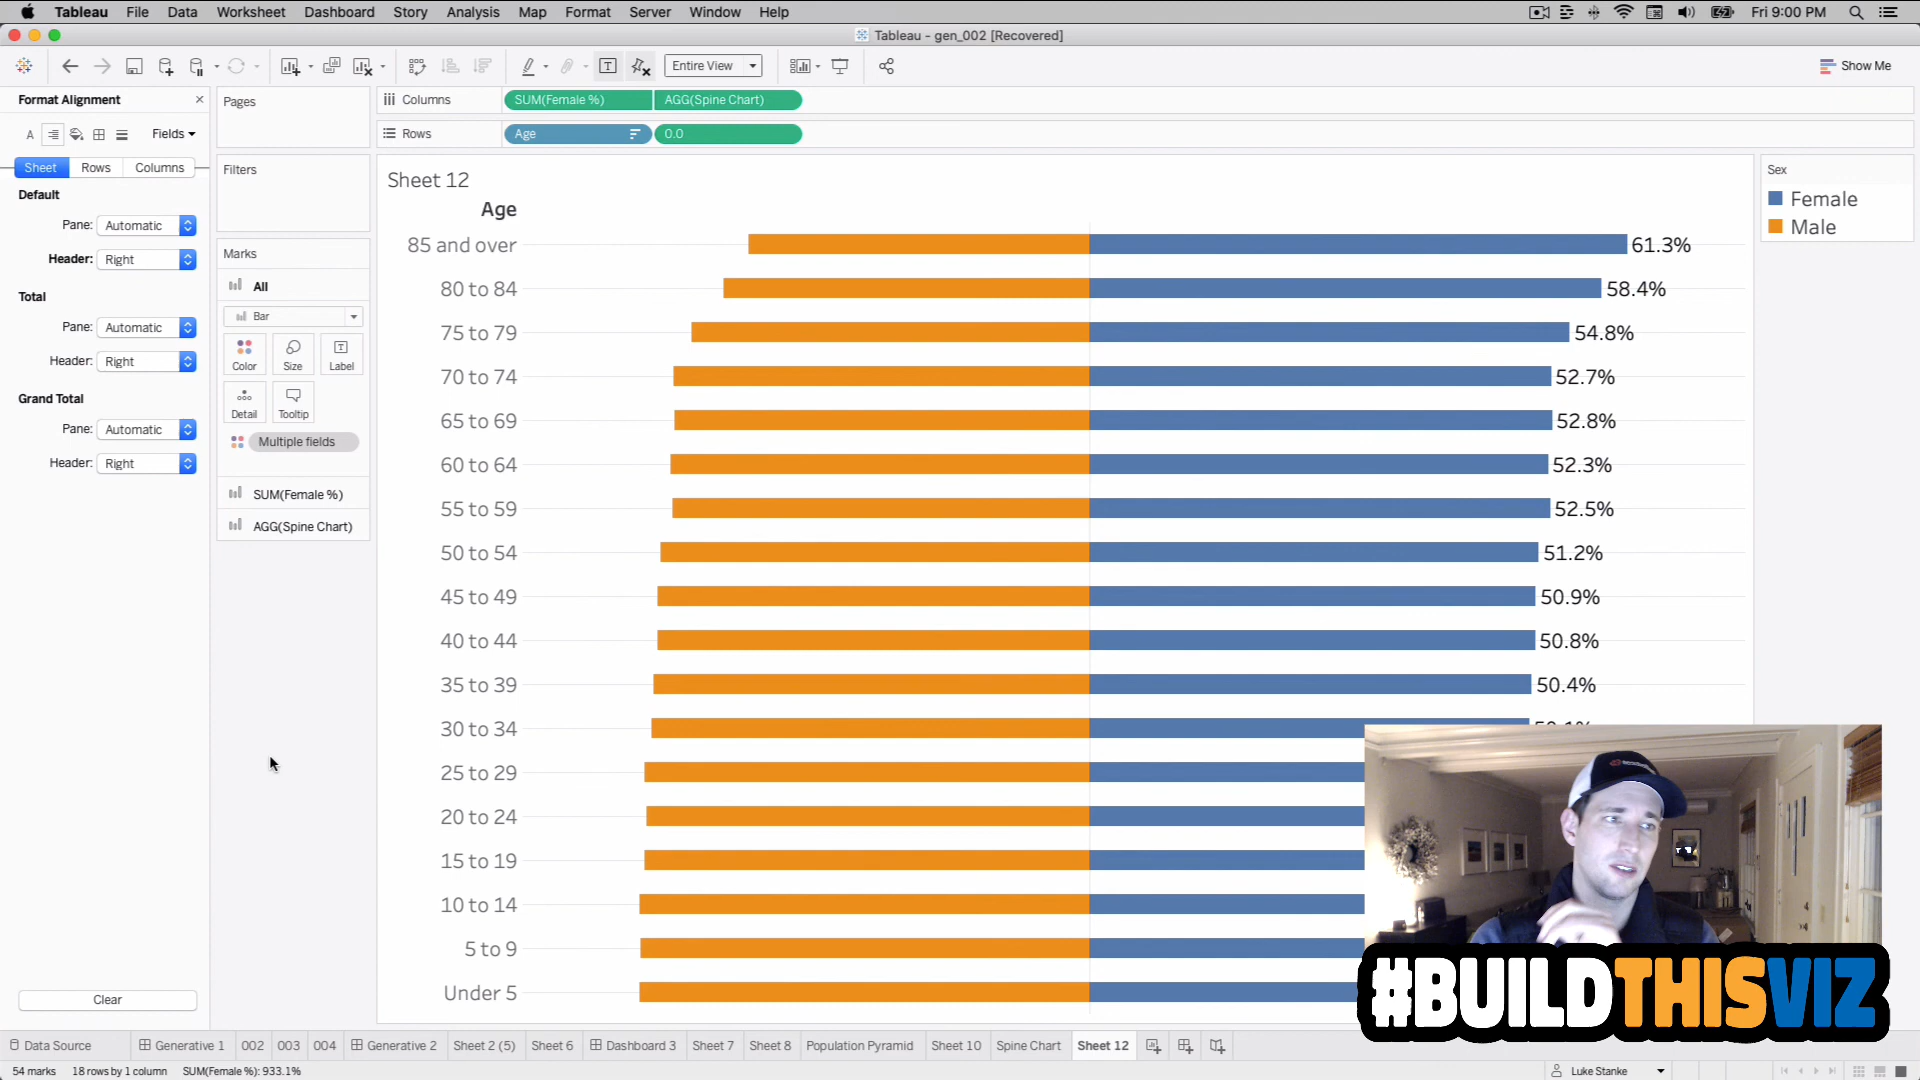 Tableau File Data Worksheet Dashboard Story Analysis Map Format Server Window Help Fri 9:00 PM
Tableau - gen_002 [Recovered]
Entire View Show Me
Format Alignment
Fields
Sheet Rows Columns
Default
Pane: Automatic
Header: Right
Total
Pane: Automatic
Header: Right
Grand Total
Pane: Automatic
Header: Right
Clear
Pages
Filters
Marks
All
Bar
Color Size Label
Detail Tooltip
Multiple fields
SUM(Female %)
AGG(Spine Chart)
Columns SUM(Female %) AGG(Spine Chart)
Rows Age 0.0
Sheet 12
Age
85 and over 61.3%
80 to 84 58.4%
75 to 79 54.8%
70 to 74 52.7%
65 to 69 52.8%
60 to 64 52.3%
55 to 59 52.5%
50 to 54 51.2%
45 to 49 50.9%
40 to 44 50.8%
35 to 39 50.4%
30 to 34
25 to 29
20 to 24
15 to 19
10 to 14
5 to 9
Under 5
Sex
Female
Male
#BUILDTHISVIZ
Data Source Generative 1 002 003 004 Generative 2 Sheet 2 (5) Sheet 6 Dashboard 3 Sheet 7 Sheet 8 Population Pyramid Sheet 10 Spine Chart Sheet 12
54 marks 18 rows by 1 column SUM(Female %): 933.1% Luke Stanke